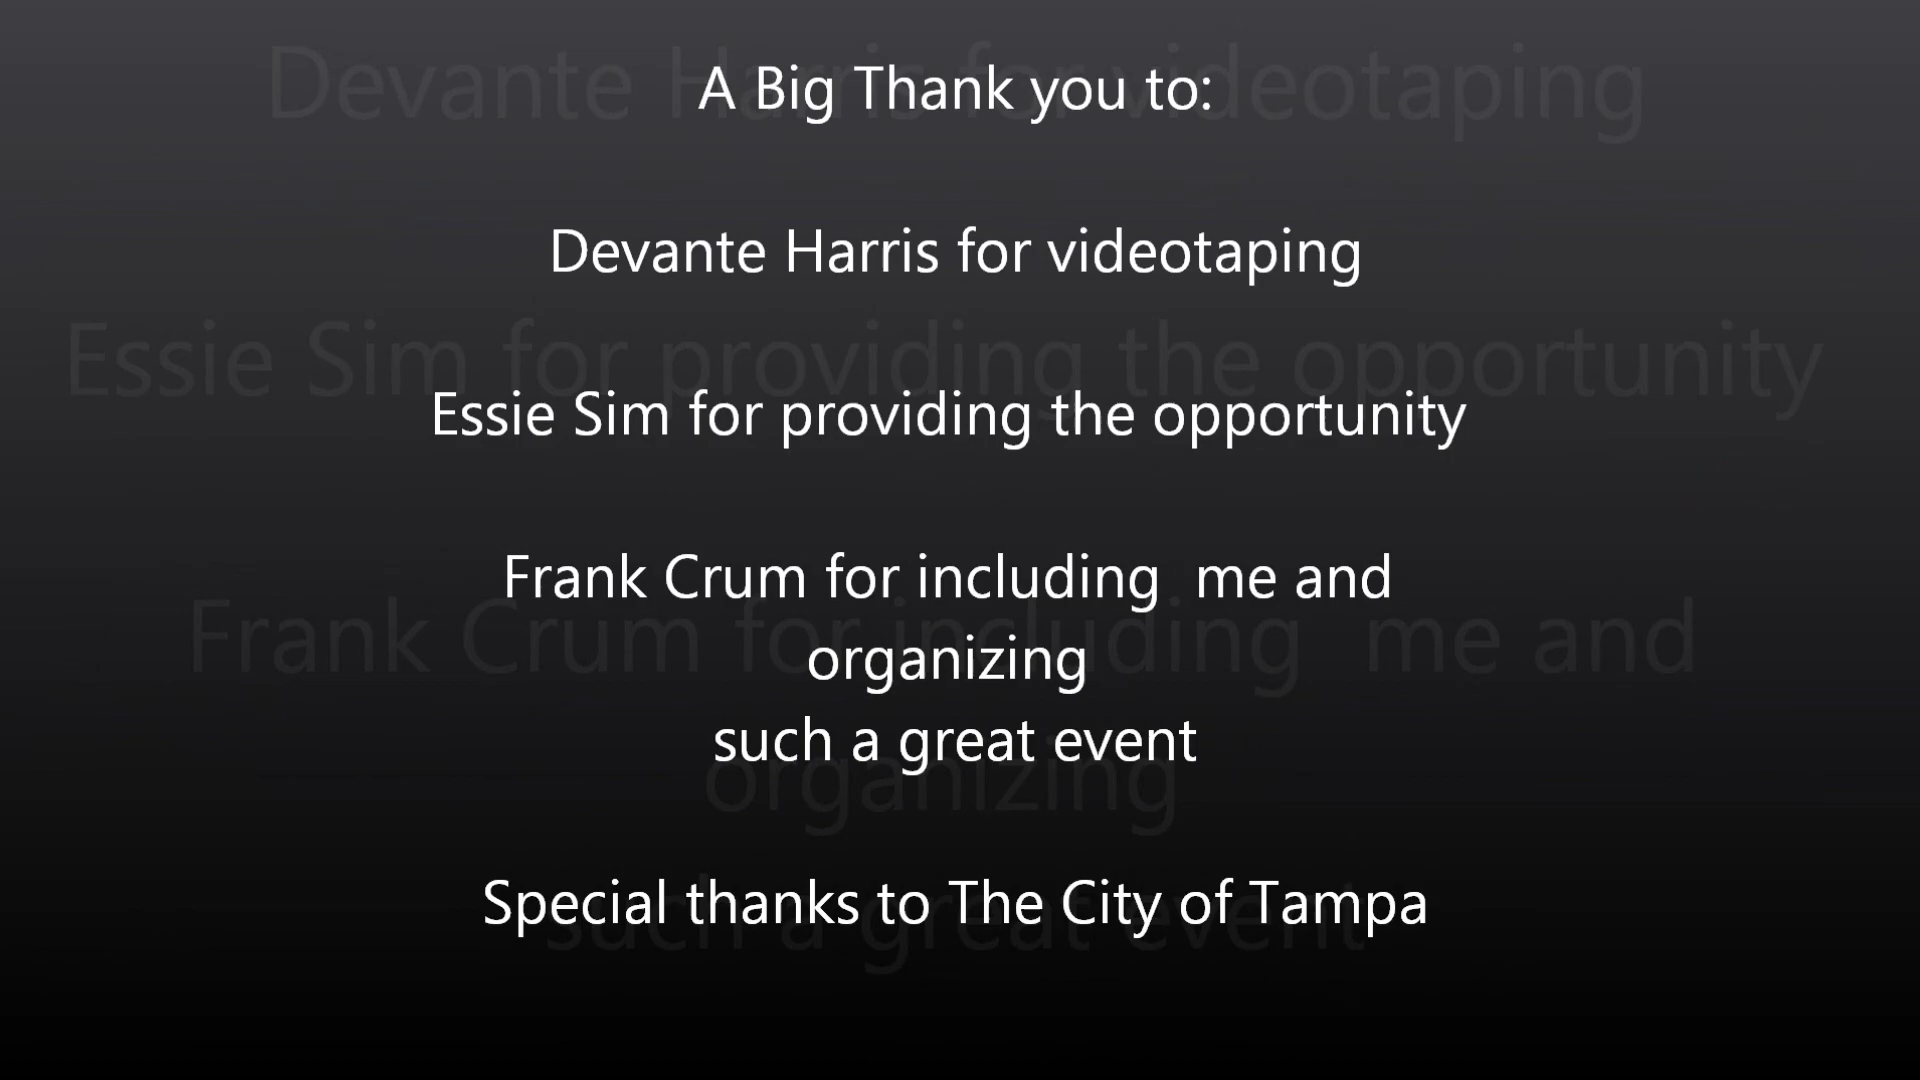 A Big Thank you to:
Devante Harris for videotaping
Essie Sim for providing the opportunity
Frank Crum for including  me and
organizing
such a great event
Special thanks to The City of Tampa